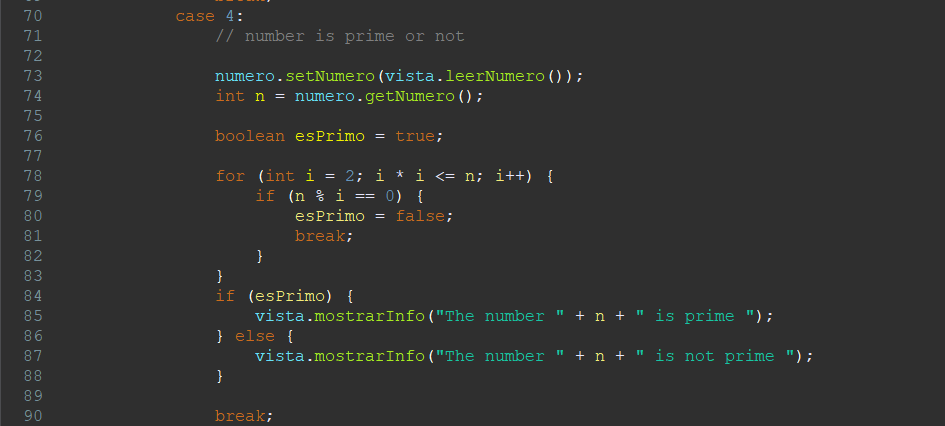 70 case 4:
71 // number is prime or not
72
73 numero.setNumero(vista.leerNumero());
74 int n = numero.getNumero();
75
76 boolean esPrimo = true;
77
78 for (int i = 2; i * i <= n; i++) {
79 if (n % i == 0) {
80 esPrimo = false;
81 break;
82 }
83 }
84 if (esPrimo) {
85 vista.mostrarInfo("The number " + n + " is prime ");
86 } else {
87 vista.mostrarInfo("The number " + n + " is not prime ");
88 }
89
90 break;